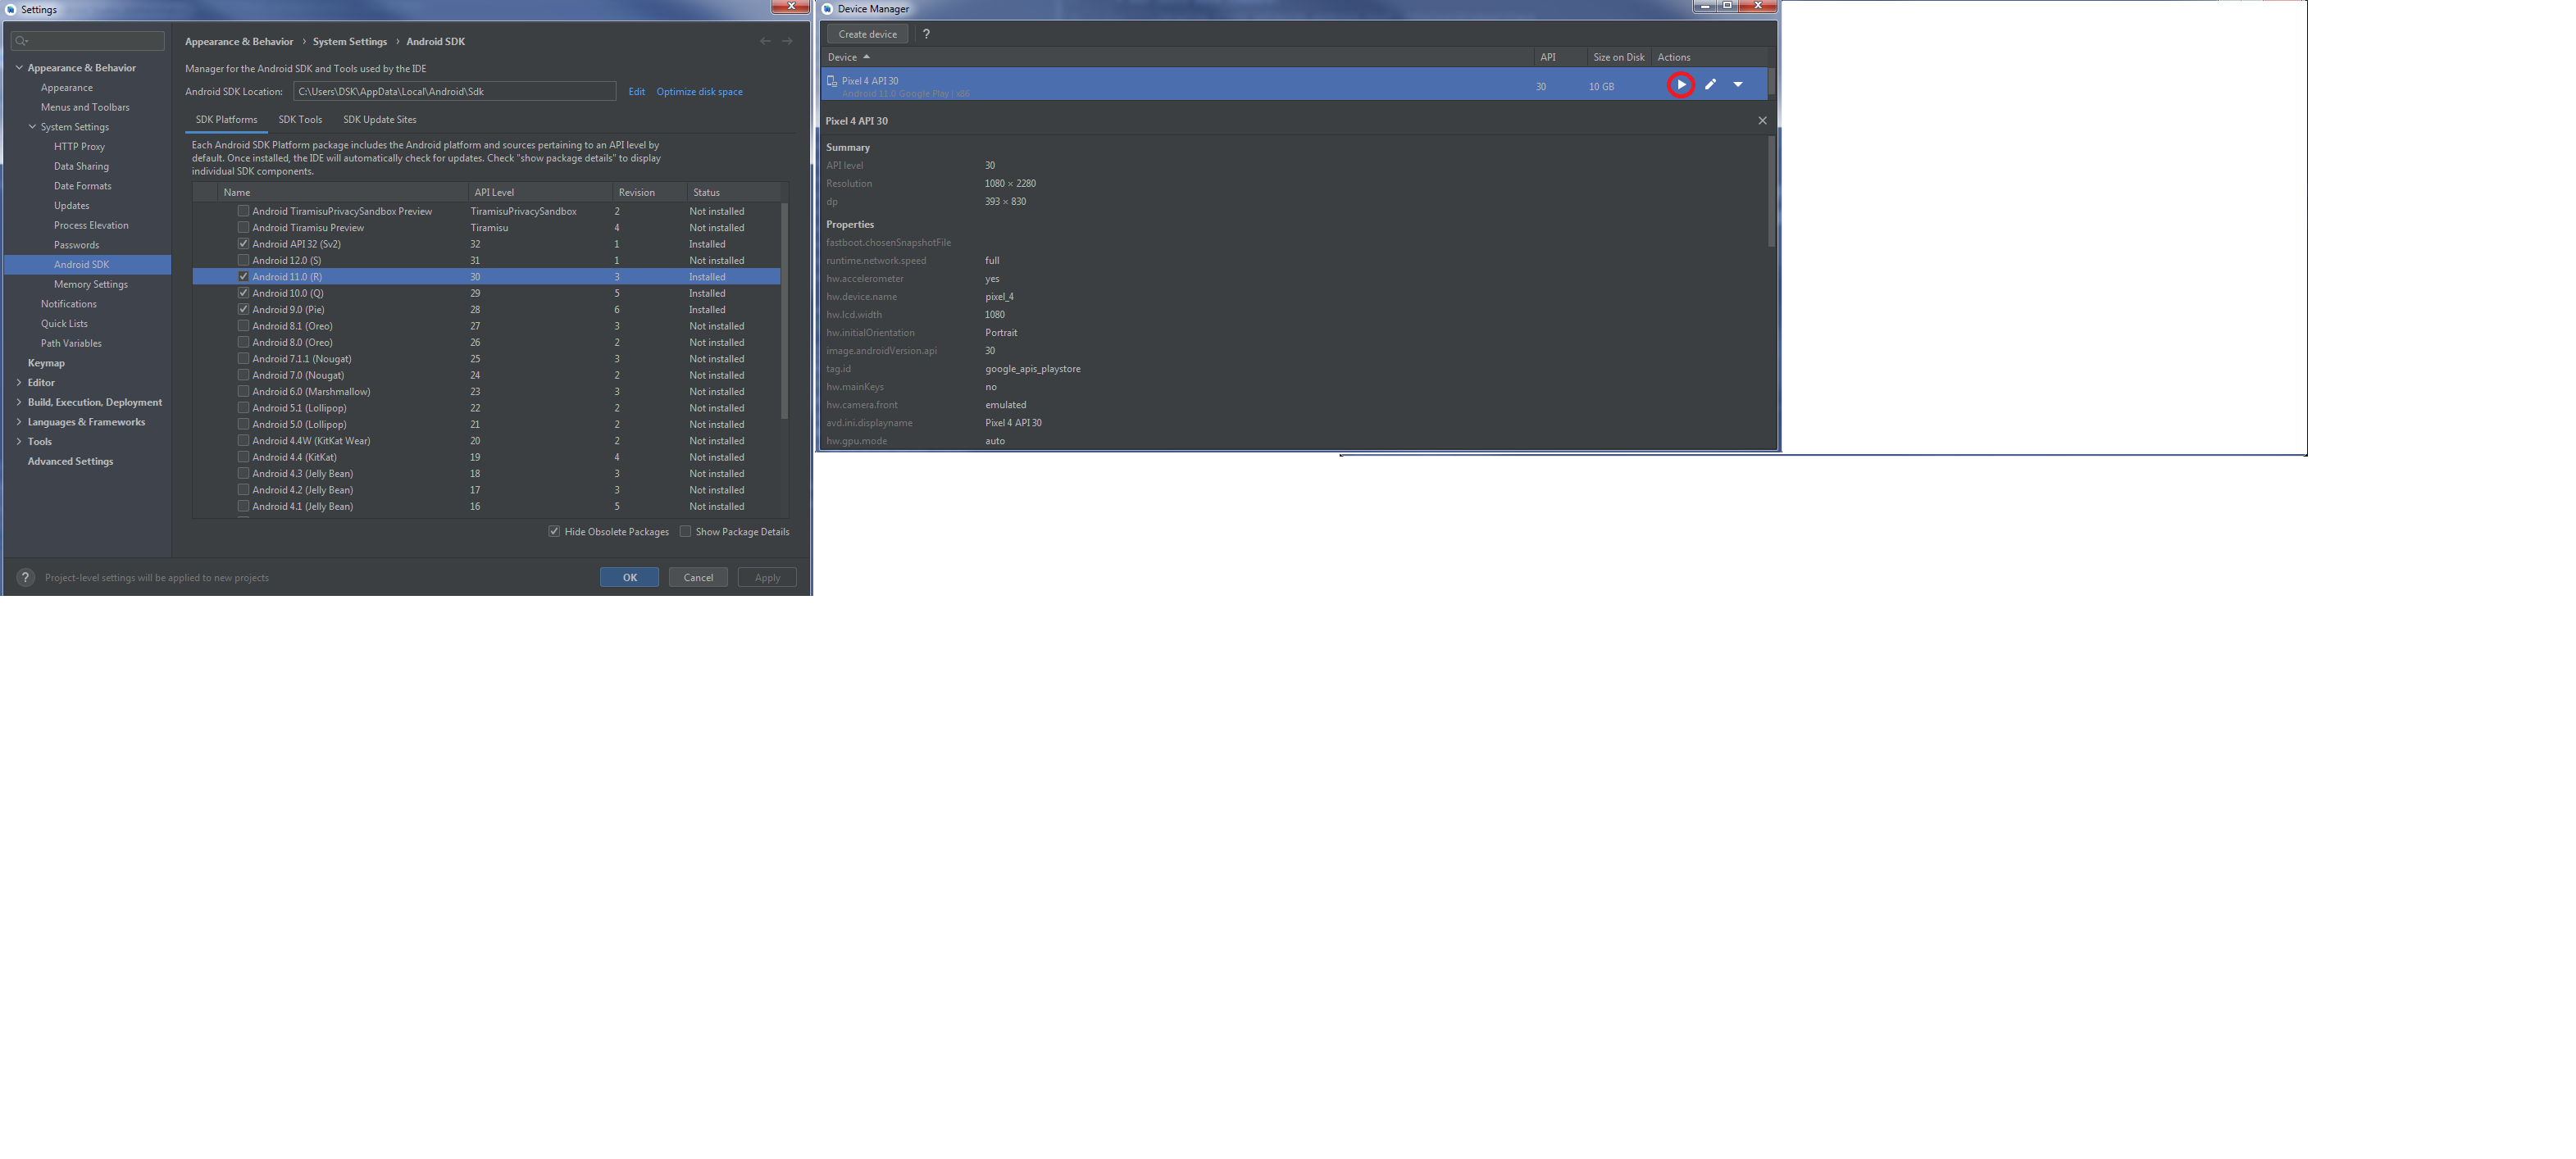 Settings
Appearance & Behavior
Appearance
Menus and Toolbars
System Settings
HTTP Proxy
Data Sharing
Date Formats
Updates
Process Elevation
Passwords
Android SDK
Memory Settings
Notifications
Quick Lists
Path Variables
Keymap
Editor
Build, Execution, Deployment
Languages & Frameworks
Tools
Advanced Settings
Appearance & Behavior › System Settings › Android SDK
Manager for the Android SDK and Tools used by the IDE
Android SDK Location: C:\Users\DSK\AppData\Local\Android\Sdk Edit Optimize disk space
SDK Platforms SDK Tools SDK Update Sites
Each Android SDK Platform package includes the Android platform and sources pertaining to an API level by
default. Once installed, the IDE will automatically check for updates. Check "show package details" to display
individual SDK components.
Name API Level Revision Status
Android TiramisuPrivacySandbox Preview TiramisuPrivacySandbox 2 Not installed
Android Tiramisu Preview Tiramisu 4 Not installed
Android API 32 (Sv2) 32 1 Installed
Android 12.0 (S) 31 1 Not installed
Android 11.0 (R) 30 3 Installed
Android 10.0 (Q) 29 5 Installed
Android 9.0 (Pie) 28 6 Installed
Android 8.1 (Oreo) 27 3 Not installed
Android 8.0 (Oreo) 26 2 Not installed
Android 7.1.1 (Nougat) 25 3 Not installed
Android 7.0 (Nougat) 24 2 Not installed
Android 6.0 (Marshmallow) 23 3 Not installed
Android 5.1 (Lollipop) 22 2 Not installed
Android 5.0 (Lollipop) 21 2 Not installed
Android 4.4W (KitKat Wear) 20 2 Not installed
Android 4.4 (KitKat) 19 4 Not installed
Android 4.3 (Jelly Bean) 18 3 Not installed
Android 4.2 (Jelly Bean) 17 3 Not installed
Android 4.1 (Jelly Bean) 16 5 Not installed
Hide Obsolete Packages Show Package Details
? Project-level settings will be applied to new projects
OK Cancel Apply
Device Manager
Create device ?
Device API Size on Disk Actions
Pixel 4 API 30
Android 11.0 Google Play | x86
30 10 GB
Pixel 4 API 30
Summary
API level 30
Resolution 1080 × 2280
dp 393 × 830
Properties
fastboot.chosenSnapshotFile
runtime.network.speed full
hw.accelerometer yes
hw.device.name pixel_4
hw.lcd.width 1080
hw.initialOrientation Portrait
image.androidVersion.api 30
tag.id google_apis_playstore
hw.mainKeys no
hw.camera.front emulated
avd.ini.displayname Pixel 4 API 30
hw.gpu.mode auto